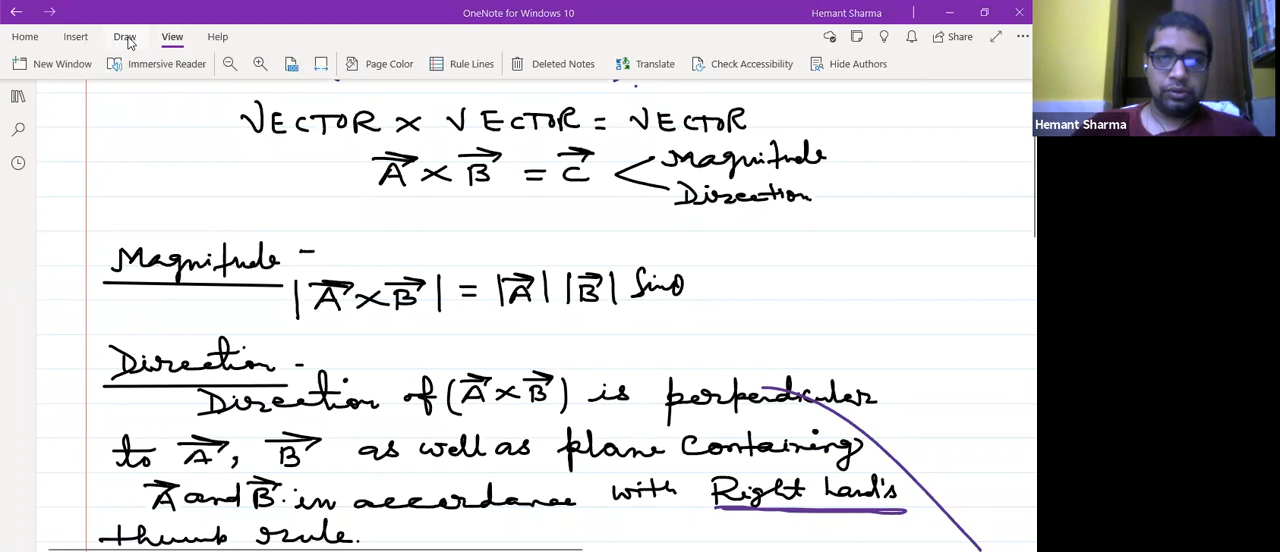 OneNote for Windows 10
Hemant Sharma
Home Insert Draw View Help
Share
New Window Immersive Reader Page Color Rule Lines Deleted Notes Translate Check Accessibility Hide Authors
Hemant Sharma
VECTOR × VECTOR = VECTOR
A⃗ × B⃗ = C⃗ < Magnitude
Direction
Magnitude -
|A⃗ × B⃗| = |A⃗| |B⃗| Sinθ
Direction -
Direction of (A⃗ × B⃗) is perpendicular
to A⃗, B⃗ as well as plane containing
A⃗ and B⃗ in accordance with Right hand's
thumb rule.